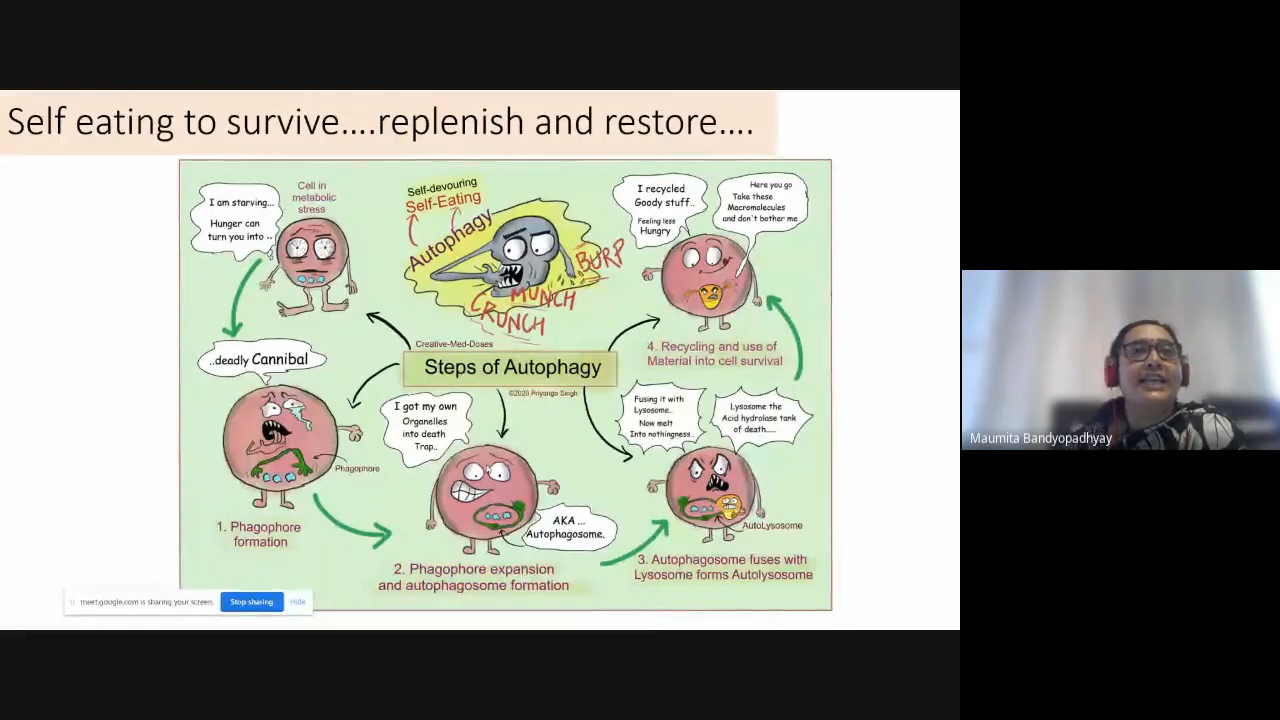 Self eating to survive....replenish and restore....
I am starving...
Hunger can
turn you into ..
Cell in
metabolic
stress
Self-devouring
Self-Eating
Autophagy
BURP
MUNCH
CRUNCH
I recycled
Goody stuff..
Feeling less
Hungry
Here you go
Take these
Macromolecules
and don't bother me
Creative-Med-Doses
Steps of Autophagy
©2020 Priyanga Singh
4. Recycling and use of
Material into cell survival
..deadly Cannibal
Phagophore
1. Phagophore
formation
I got my own
Organelles
into death
Trap..
AKA ...
Autophagosome.
2. Phagophore expansion
and autophagosome formation
Fusing it with
Lysosome..
Now melt
Into nothingness..
Lysosome the
Acid hydrolase tank
of death.....
AutoLysosome
3. Autophagosome fuses with
Lysosome forms Autolysosome
meet.google.com is sharing your screen.
Stop sharing
Hide
Maumita Bandyopadhyay